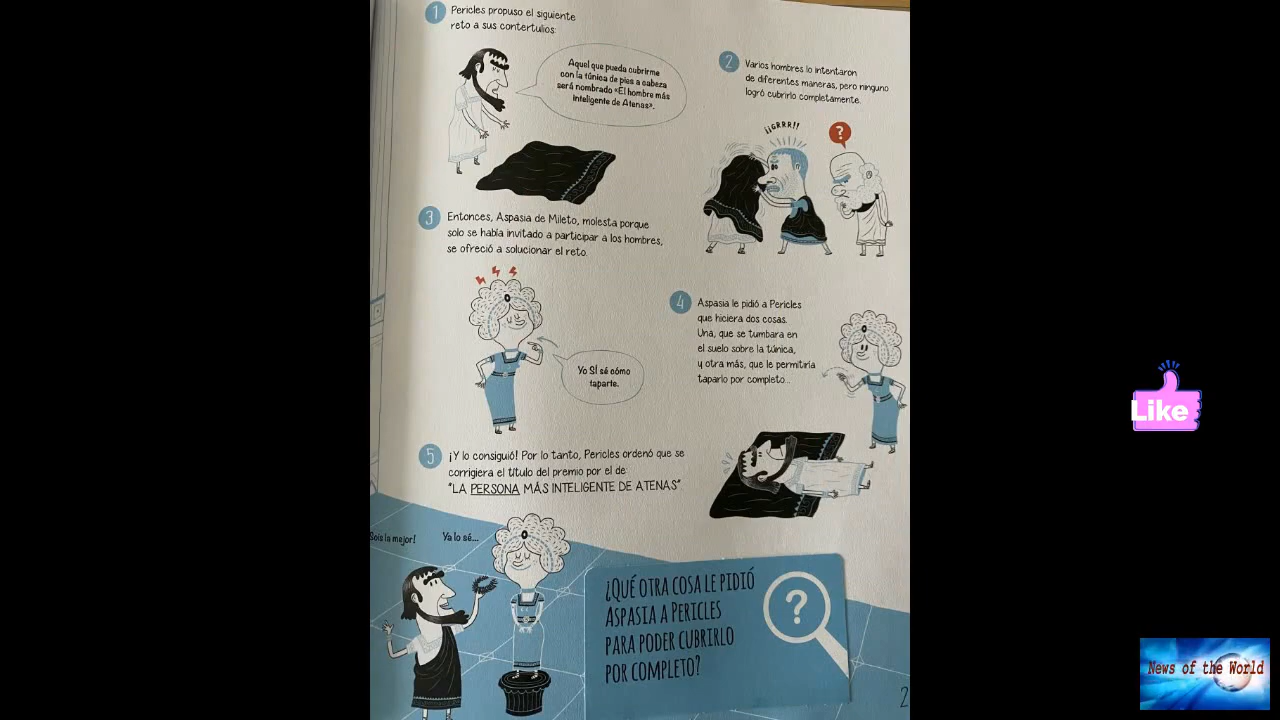 1 Pericles propuso el siguiente
reto a sus contertulios:
Aquel que pueda cubrirme
con la túnica de pies a cabeza
será nombrado «El hombre más
inteligente de Atenas».
2 Varios hombres lo intentaron
de diferentes maneras, pero ninguno
logró cubrirlo completamente.
¡¡GRRR!!
?
3 Entonces, Aspasia de Mileto, molesta porque
solo se había invitado a participar a los hombres,
se ofreció a solucionar el reto.
Yo SÍ sé cómo
taparte.
4 Aspasia le pidió a Pericles
que hiciera dos cosas.
Una, que se tumbara en
el suelo sobre la túnica,
y otra más, que le permitiría
taparlo por completo...
5 ¡Y lo consiguió! Por lo tanto, Pericles ordenó que se
corrigiera el título del premio por el de
"LA PERSONA MÁS INTELIGENTE DE ATENAS"
Sois la mejor!
Ya lo sé...
¿QUÉ OTRA COSA LE PIDIÓ
ASPASIA A PERICLES
PARA PODER CUBRIRLO
POR COMPLETO?
?
2
Like
News of the World